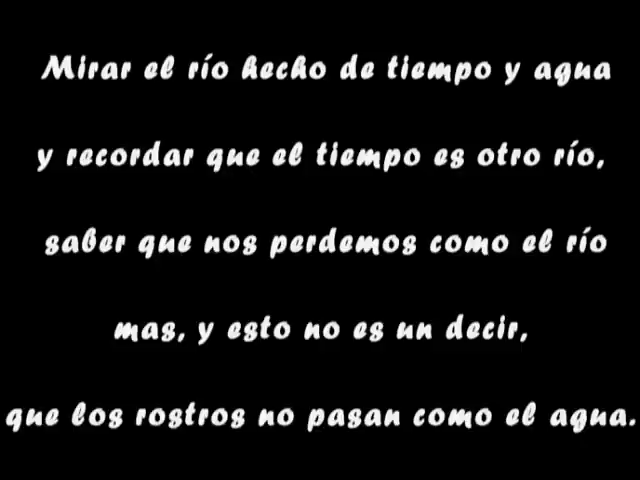 Mirar el río hecho de tiempo y agua
y recordar que el tiempo es otro río,
saber que nos perdemos como el río
mas, y esto no es un decir,
que los rostros no pasan como el agua.